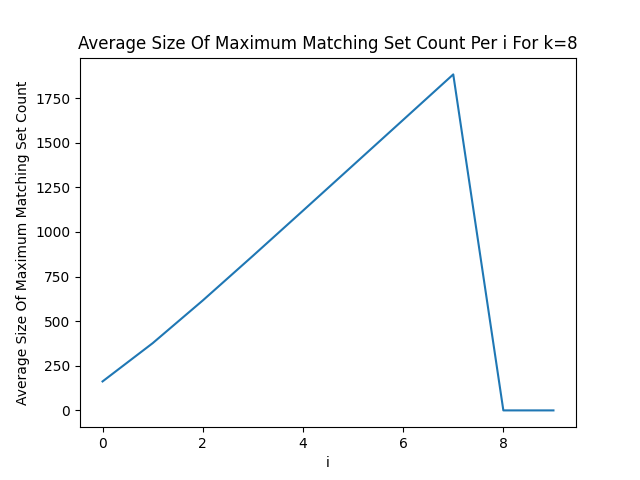 Average Size Of Maximum Matching Set Count Per i For k=8
Average Size Of Maximum Matching Set Count
1750
1500
1250
1000
750
500
250
0
0 2 4 6 8
i